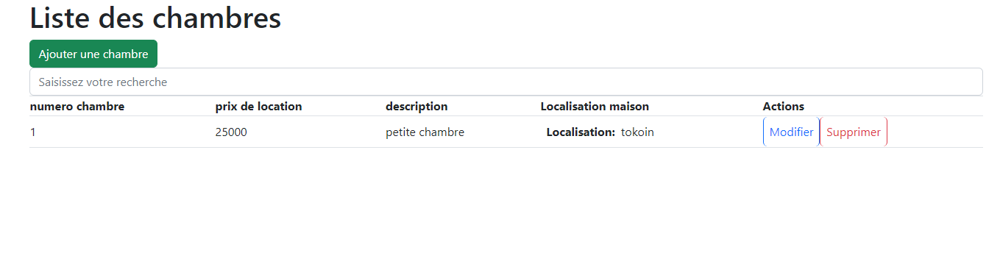 Liste des chambres
Ajouter une chambre
Saisissez votre recherche
numero chambre prix de location description Localisation maison Actions
1 25000 petite chambre Localisation: tokoin Modifier Supprimer